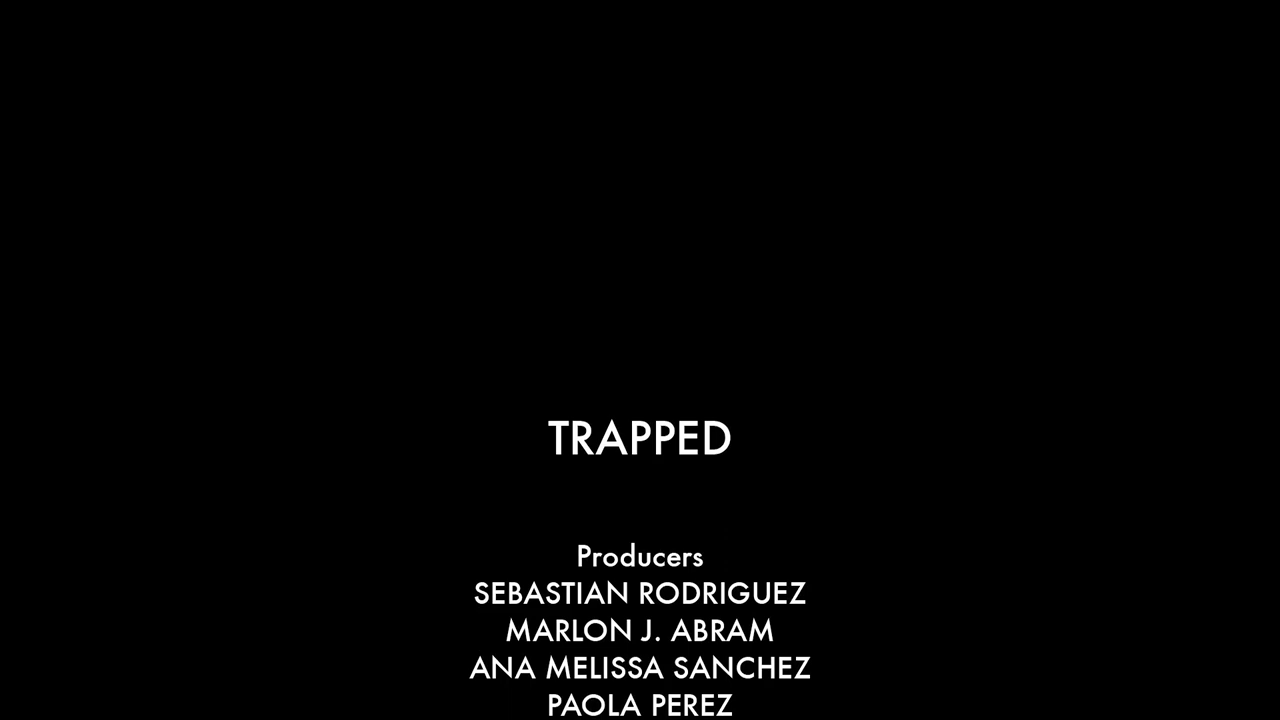 TRAPPED
Producers
SEBASTIAN RODRIGUEZ
MARLON J. ABRAM
ANA MELISSA SANCHEZ
PAOLA PEREZ